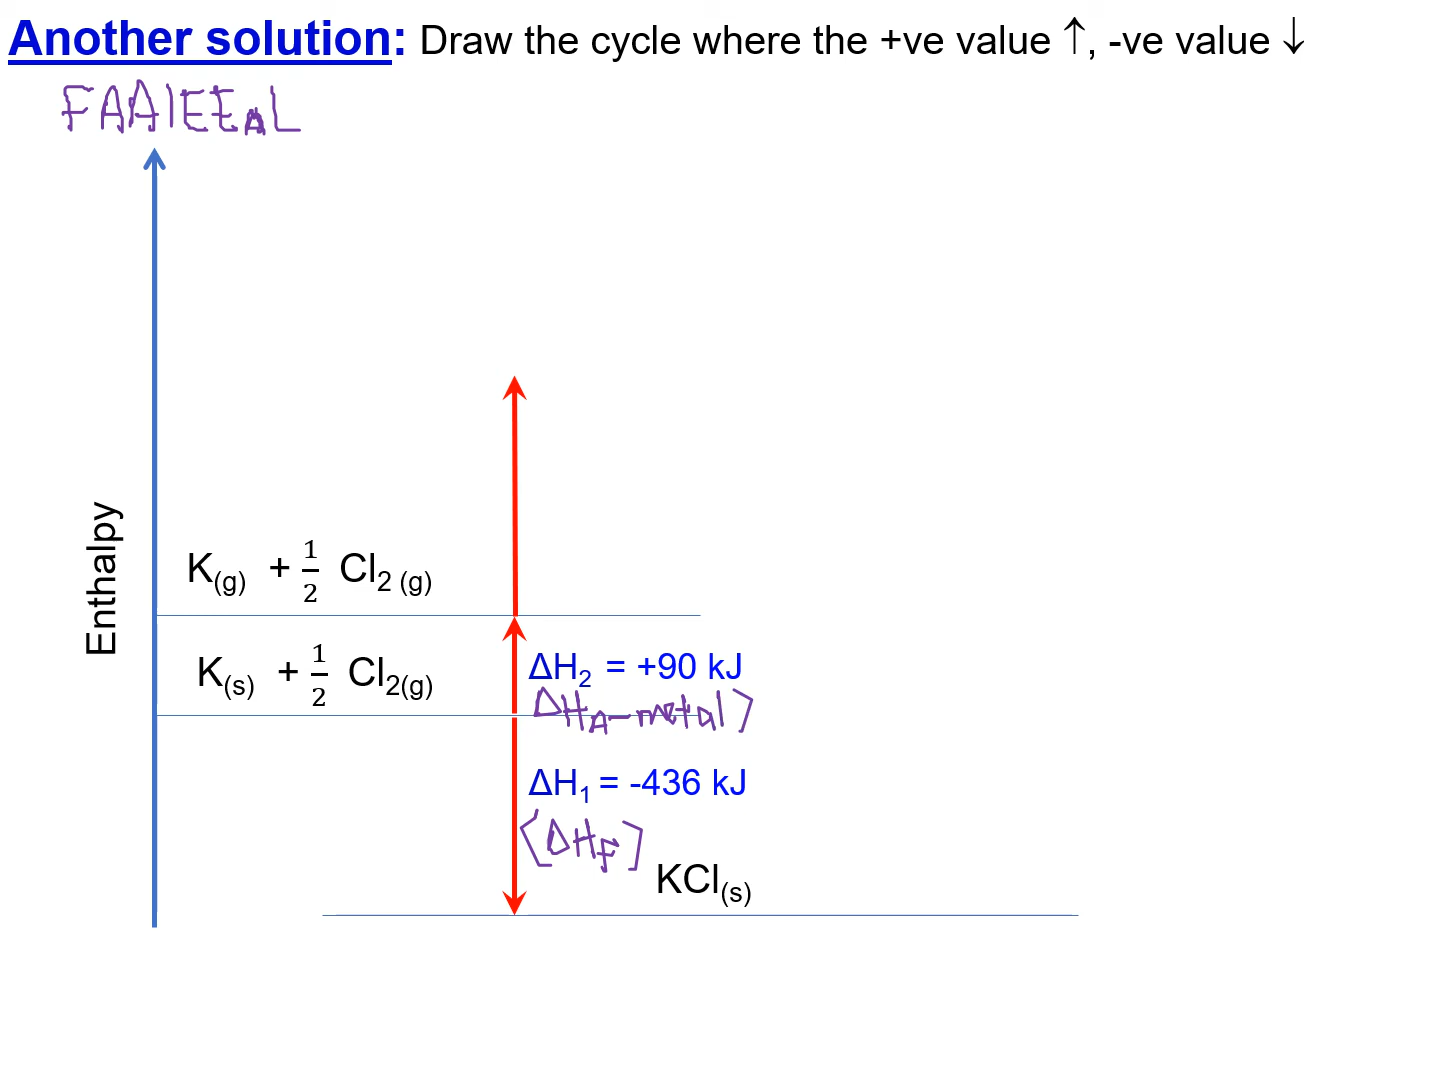 Another solution: Draw the cycle where the +ve value ↑, -ve value ↓
FAAIEEAL
Enthalpy
K(g) + 1/2 Cl2 (g)
K(s) + 1/2 Cl2(g)
ΔH2 = +90 kJ
ΔHA-metal]
ΔH1 = -436 kJ
[ΔHF]
KCl(s)